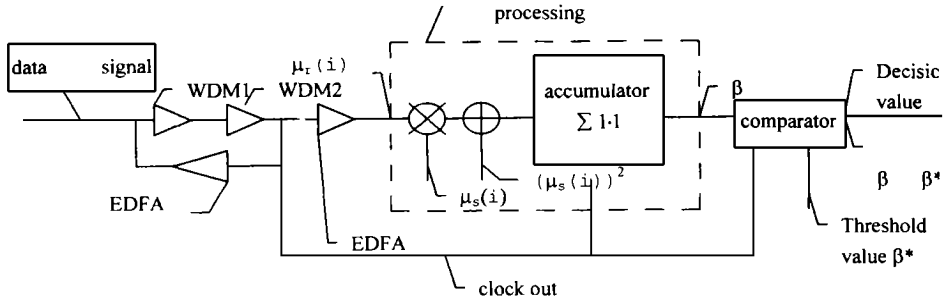 processing
data signal
WDM1
WDM2
μr(i)
accumulator
Σ 1·1
β
Decisic
value
comparator
EDFA
μs(i)
(μs(i))²
β β*
EDFA
Threshold
value β*
clock out